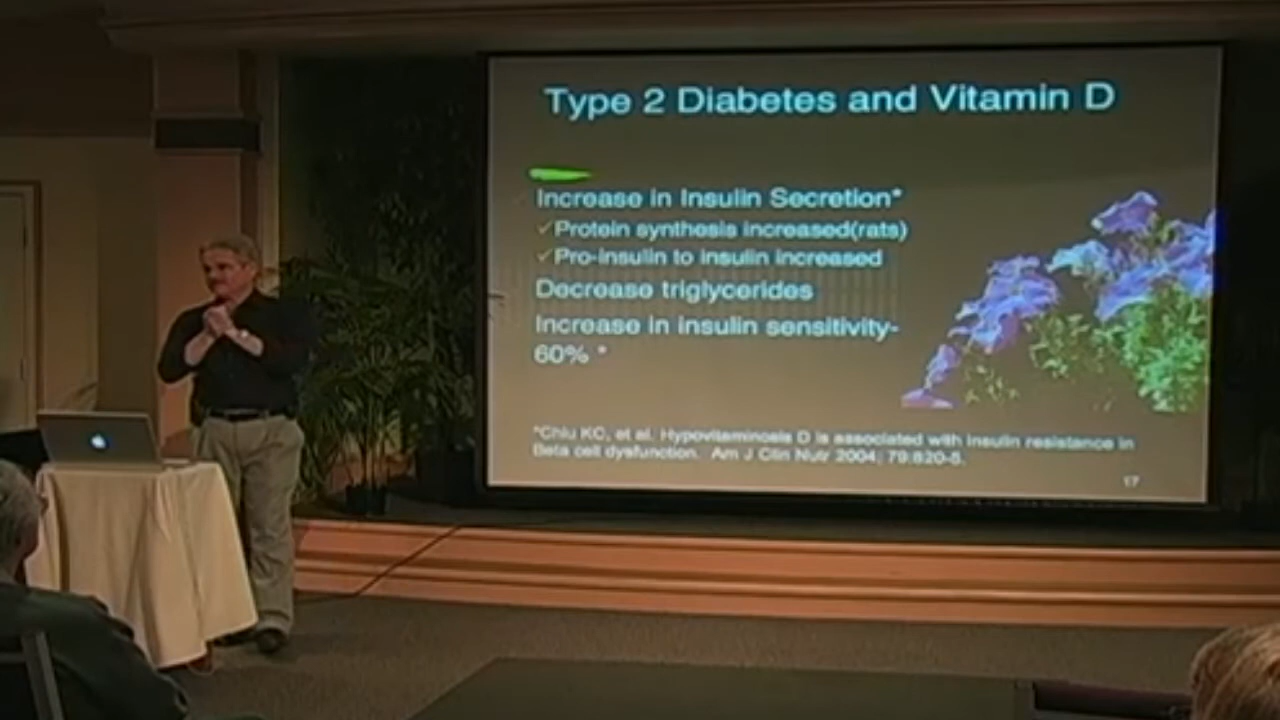 Type 2 Diabetes and Vitamin D
Increase in Insulin Secretion*
✓Protein synthesis increased(rats)
✓Pro-insulin to insulin increased
Decrease triglycerides
Increase in insulin sensitivity-
60% *
*Chiu KC, et al. Hypovitaminosis D is associated with insulin resistance in
Beta cell dysfunction. Am J Clin Nutr 2004; 79:820-5.
17